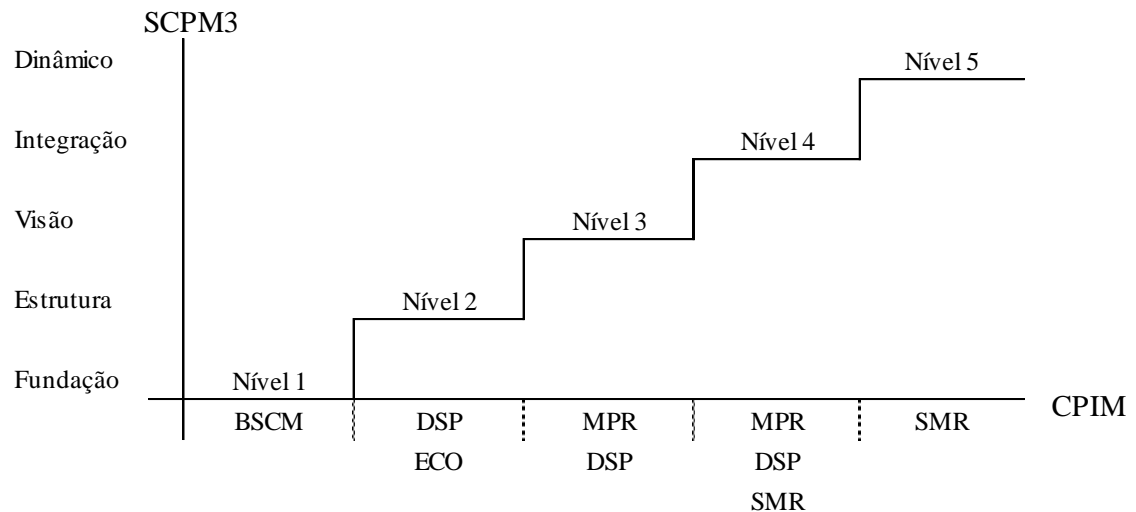 SCPM3
Dinâmico
Nível 5
Integração
Nível 4
Visão
Nível 3
Estrutura
Nível 2
Fundação
Nível 1
CPIM
BSCM
DSP
MPR
MPR
SMR
ECO
DSP
DSP
SMR